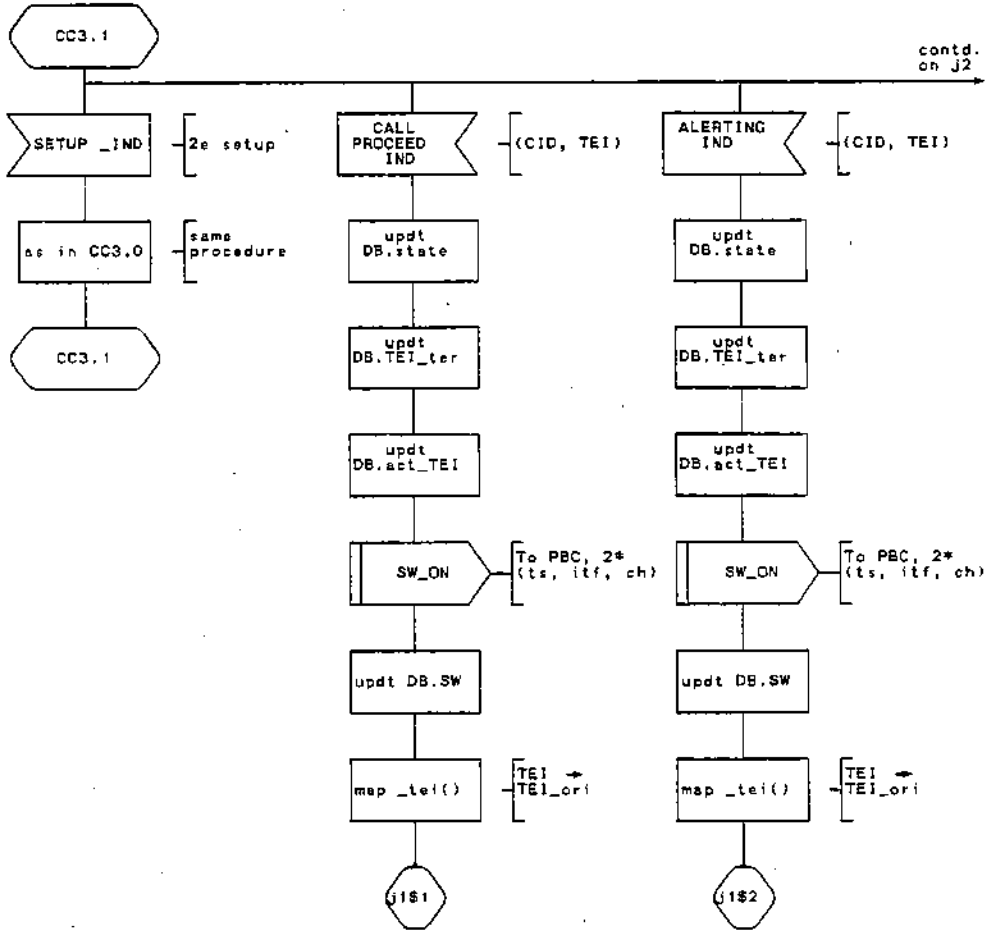 CC3.1
contd.
on j2
SETUP _IND
2e setup
CALL
PROCEED
IND
(CID, TEI)
ALERTING
IND
(CID, TEI)
as in CC3.0
same
procedure
updt
DB.state
updt
DB.state
CC3.1
updt
DB.TEI_ter
updt
DB.TEI_ter
updt
DB.act_TEI
updt
DB.act_TEI
SW_ON
To PBC, 2*
(ts, itf, ch)
SW_ON
To PBC, 2*
(ts, itf, ch)
updt DB.SW
updt DB.SW
map _tei()
TEI →
TEI_ori
map _tei()
TEI →
TEI_ori
j1$1
j1$2